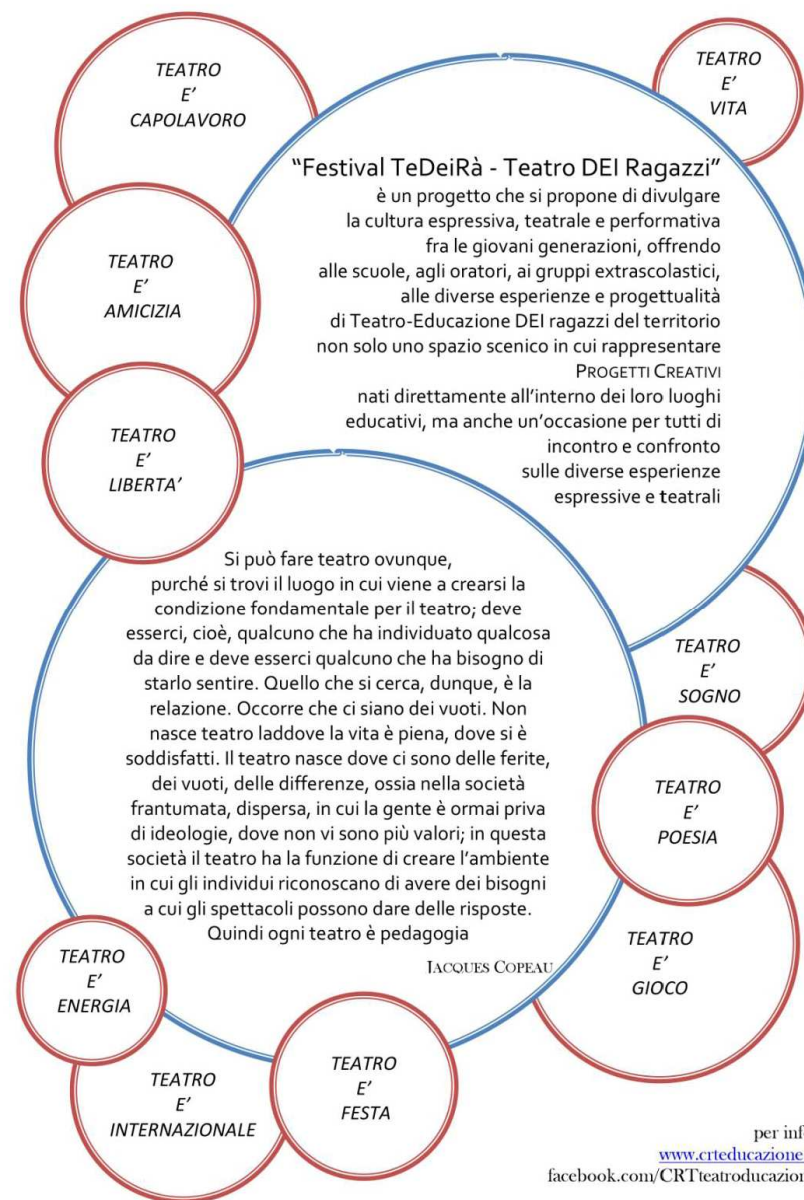 TEATRO
E’
CAPOLAVORO
TEATRO
E’
VITA
“Festival TeDeiRà - Teatro DEI Ragazzi”
è un progetto che si propone di divulgare
la cultura espressiva, teatrale e performativa
fra le giovani generazioni, offrendo
alle scuole, agli oratori, ai gruppi extrascolastici,
alle diverse esperienze e progettualità
di Teatro-Educazione DEI ragazzi del territorio
non solo uno spazio scenico in cui rappresentare
PROGETTI CREATIVI
nati direttamente all’interno dei loro luoghi
educativi, ma anche un’occasione per tutti di
incontro e confronto
sulle diverse esperienze
espressive e teatrali
TEATRO
E’
AMICIZIA
TEATRO
E’
LIBERTA’
Si può fare teatro ovunque,
purché si trovi il luogo in cui viene a crearsi la
condizione fondamentale per il teatro; deve
esserci, cioè, qualcuno che ha individuato qualcosa
da dire e deve esserci qualcuno che ha bisogno di
starlo sentire. Quello che si cerca, dunque, è la
relazione. Occorre che ci siano dei vuoti. Non
nasce teatro laddove la vita è piena, dove si è
soddisfatti. Il teatro nasce dove ci sono delle ferite,
dei vuoti, delle differenze, ossia nella società
frantumata, dispersa, in cui la gente è ormai priva
di ideologie, dove non vi sono più valori; in questa
società il teatro ha la funzione di creare l’ambiente
in cui gli individui riconoscano di avere dei bisogni
a cui gli spettacoli possono dare delle risposte.
Quindi ogni teatro è pedagogia
JACQUES COPEAU
TEATRO
E’
SOGNO
TEATRO
E’
POESIA
TEATRO
E’
GIOCO
TEATRO
E’
ENERGIA
TEATRO
E’
INTERNAZIONALE
TEATRO
E’
FESTA
per inf
www.crteducazione.
facebook.com/CRTteatroducazion